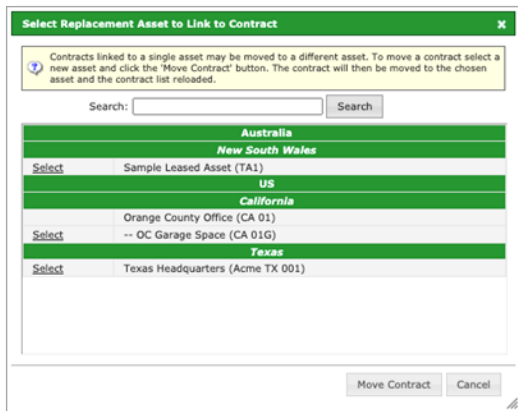 Select Replacement Asset to Link to Contract
Contracts linked to a single asset may be moved to a different asset. To move a contract select a
new asset and click the 'Move Contract' button. The contract will then be moved to the chosen
asset and the contract list reloaded.
Search: Search
Australia
New South Wales
Select Sample Leased Asset (TA1)
US
California
Orange County Office (CA 01)
Select -- OC Garage Space (CA 01G)
Texas
Select Texas Headquarters (Acme TX 001)
Move Contract Cancel